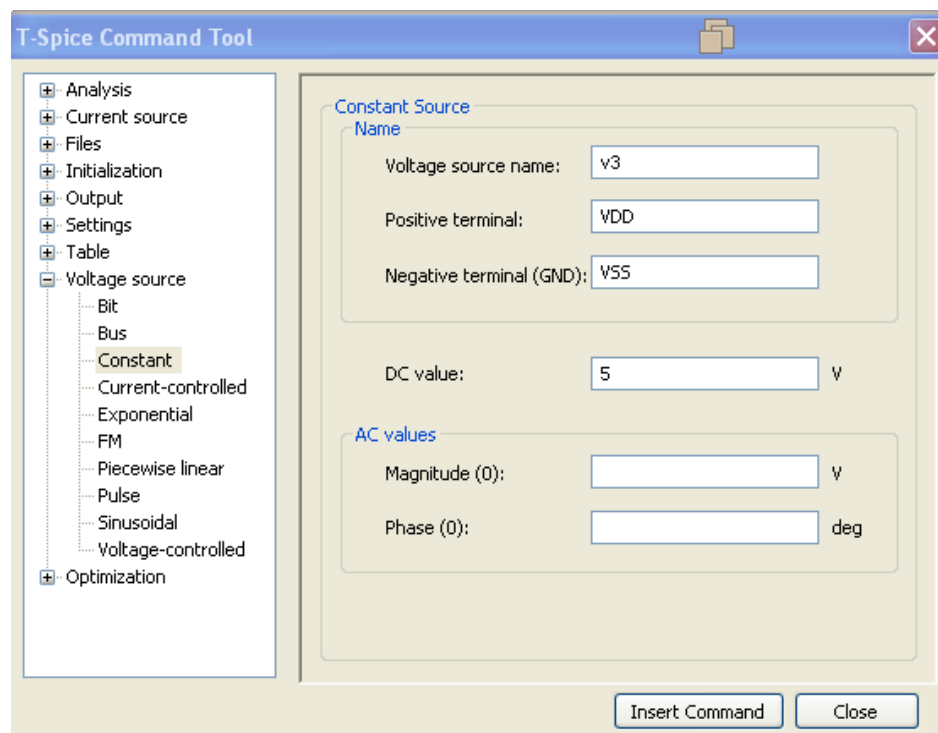 T-Spice Command Tool
Analysis
Current source
Files
Initialization
Output
Settings
Table
Voltage source
Bit
Bus
Constant
Current-controlled
Exponential
FM
Piecewise linear
Pulse
Sinusoidal
Voltage-controlled
Optimization
Constant Source
Name
Voltage source name: v3
Positive terminal: VDD
Negative terminal (GND): VSS
DC value: 5 V
AC values
Magnitude (0): V
Phase (0): deg
Insert Command Close